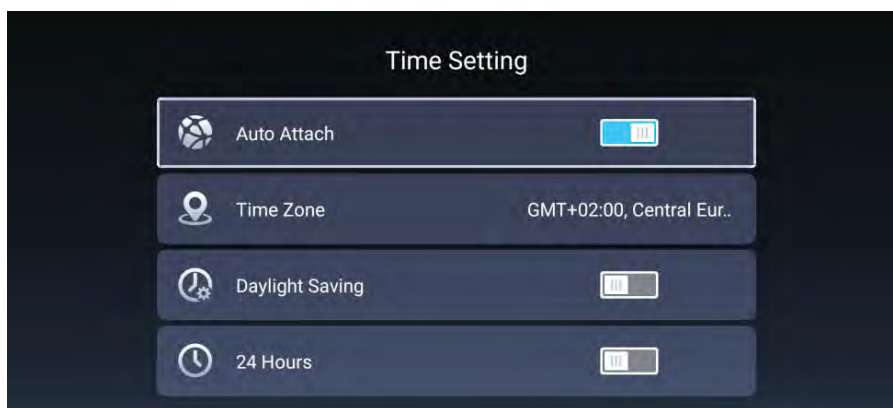 Time Setting
Auto Attach
Time Zone GMT+02:00, Central Eur..
Daylight Saving
24 Hours